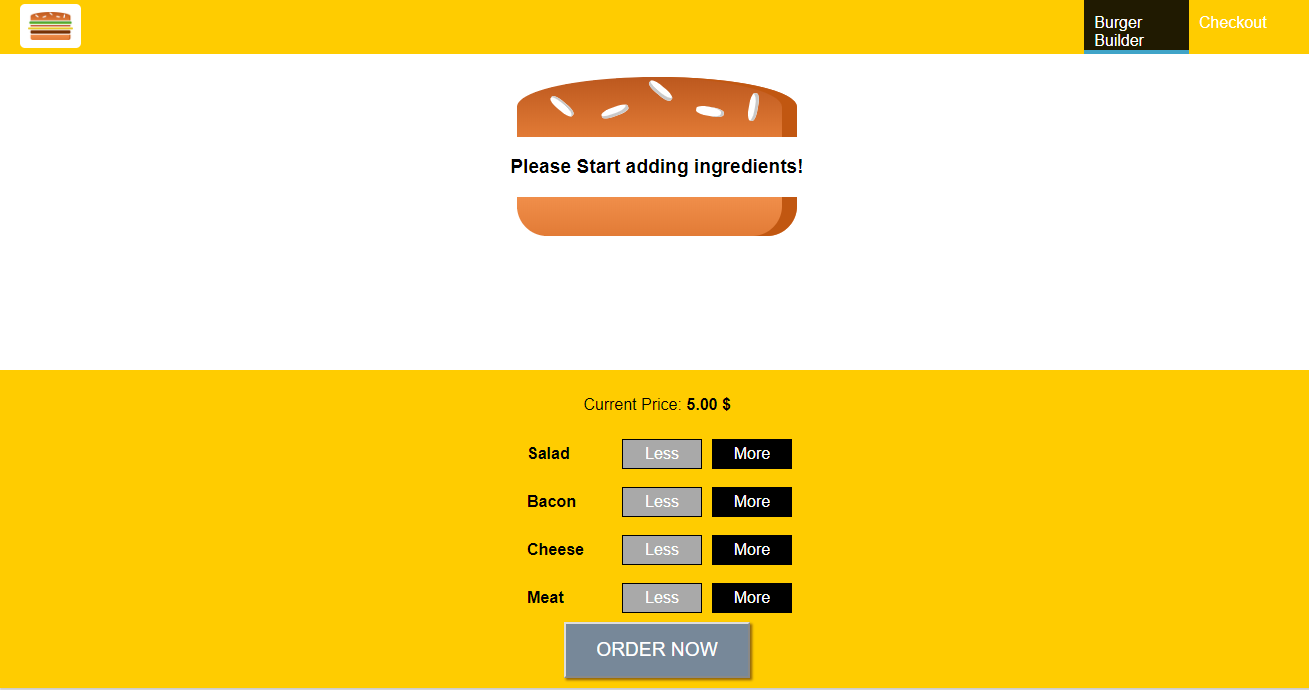 Burger
Builder
Checkout
Please Start adding ingredients!
Current Price: 5.00 $
Salad Less More
Bacon Less More
Cheese Less More
Meat Less More
ORDER NOW